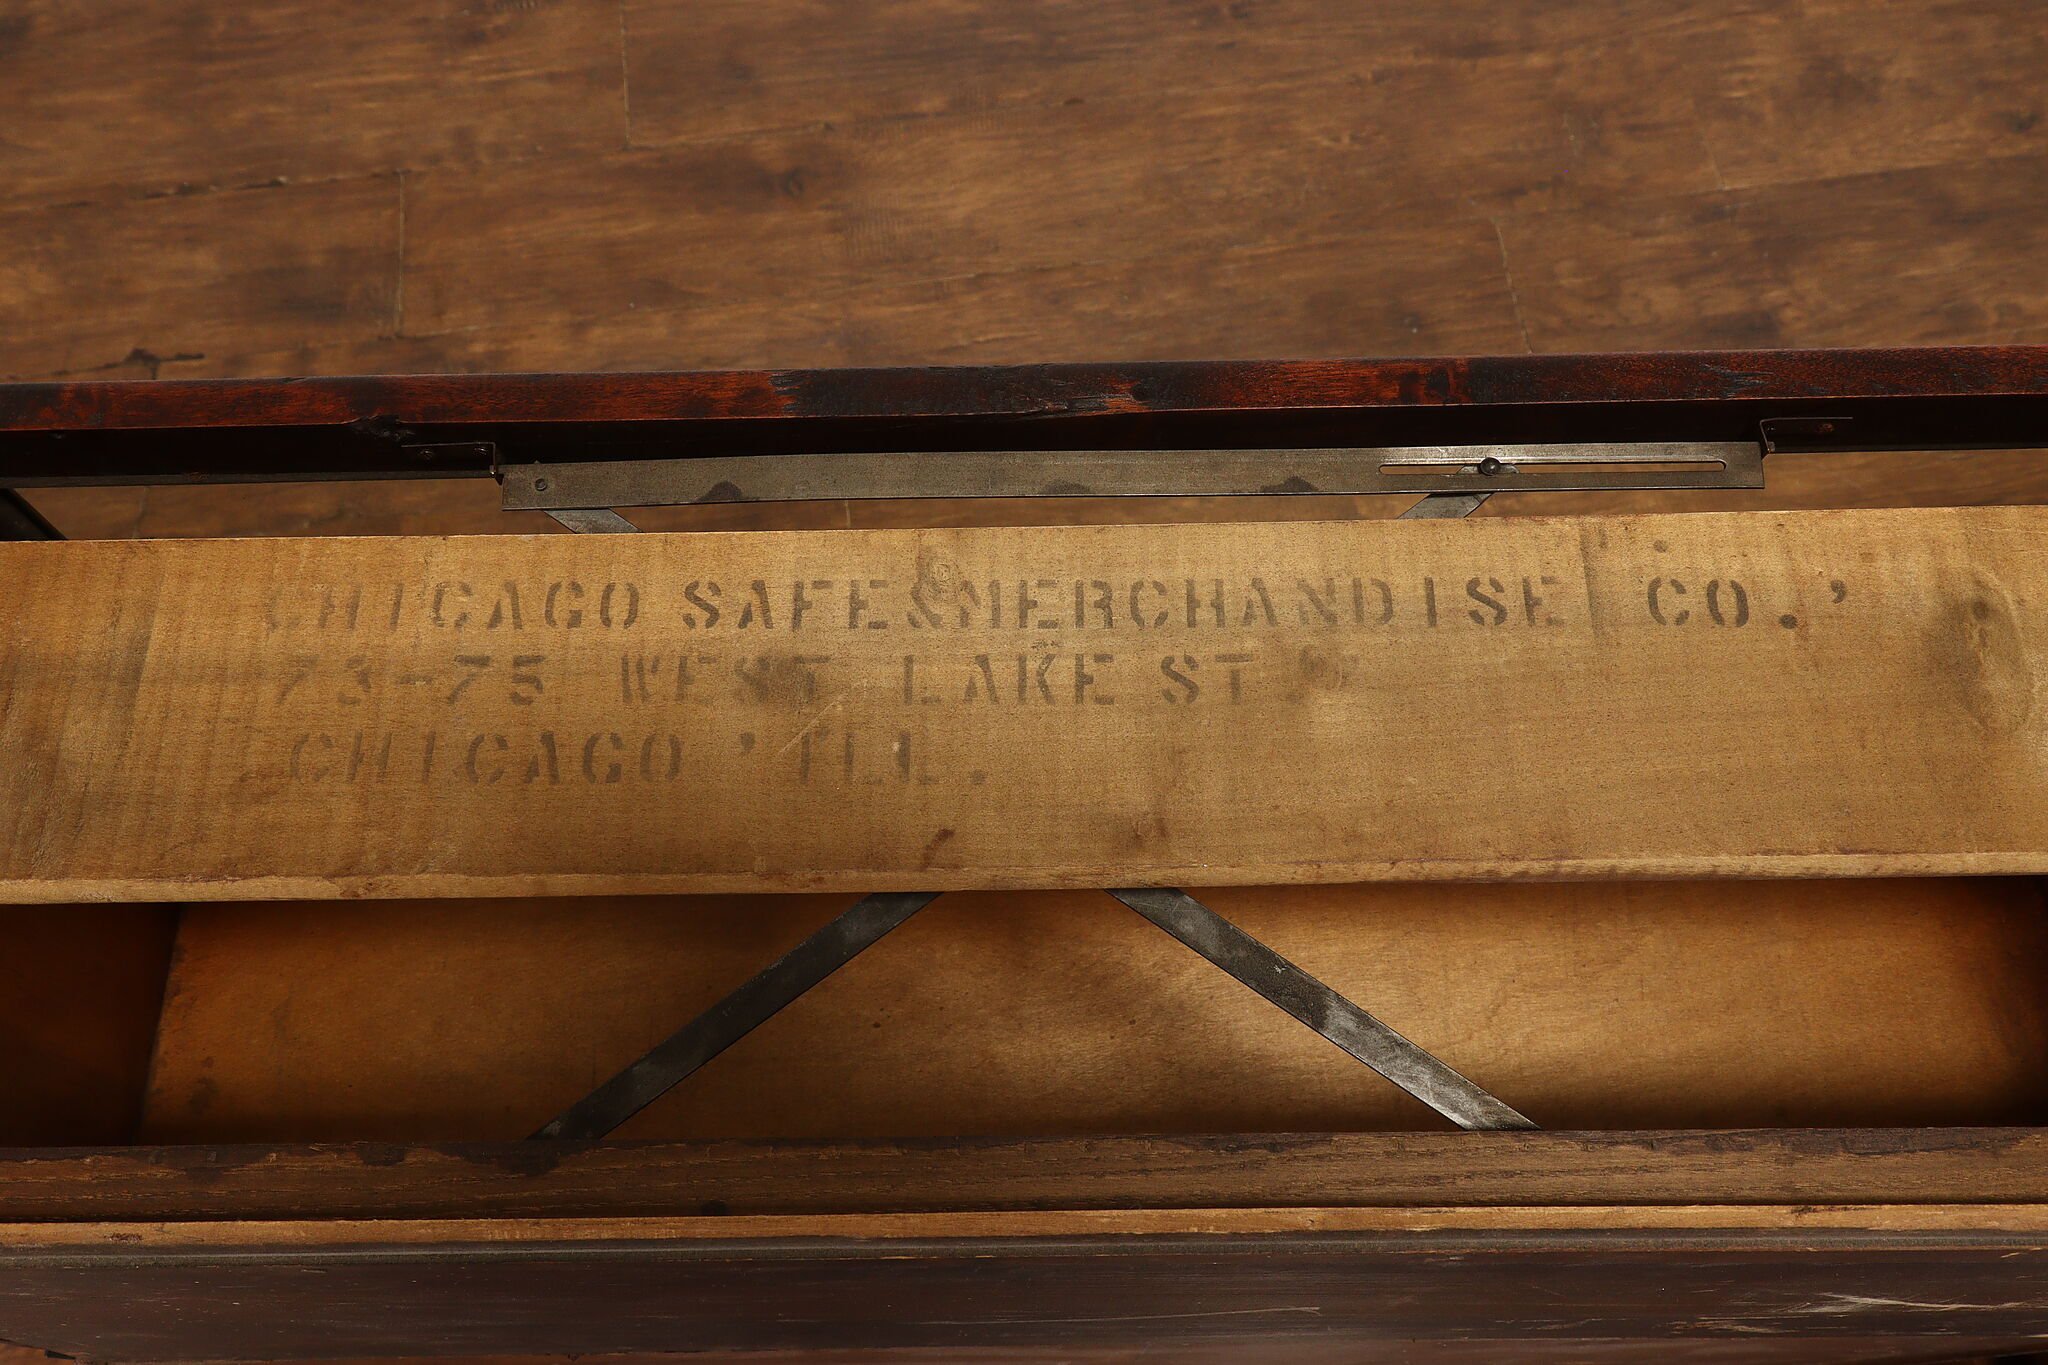 CHICAGO SAFE&MERCHANDISE CO.,
73-75 WEST LAKE ST.
CHICAGO 'ILL.